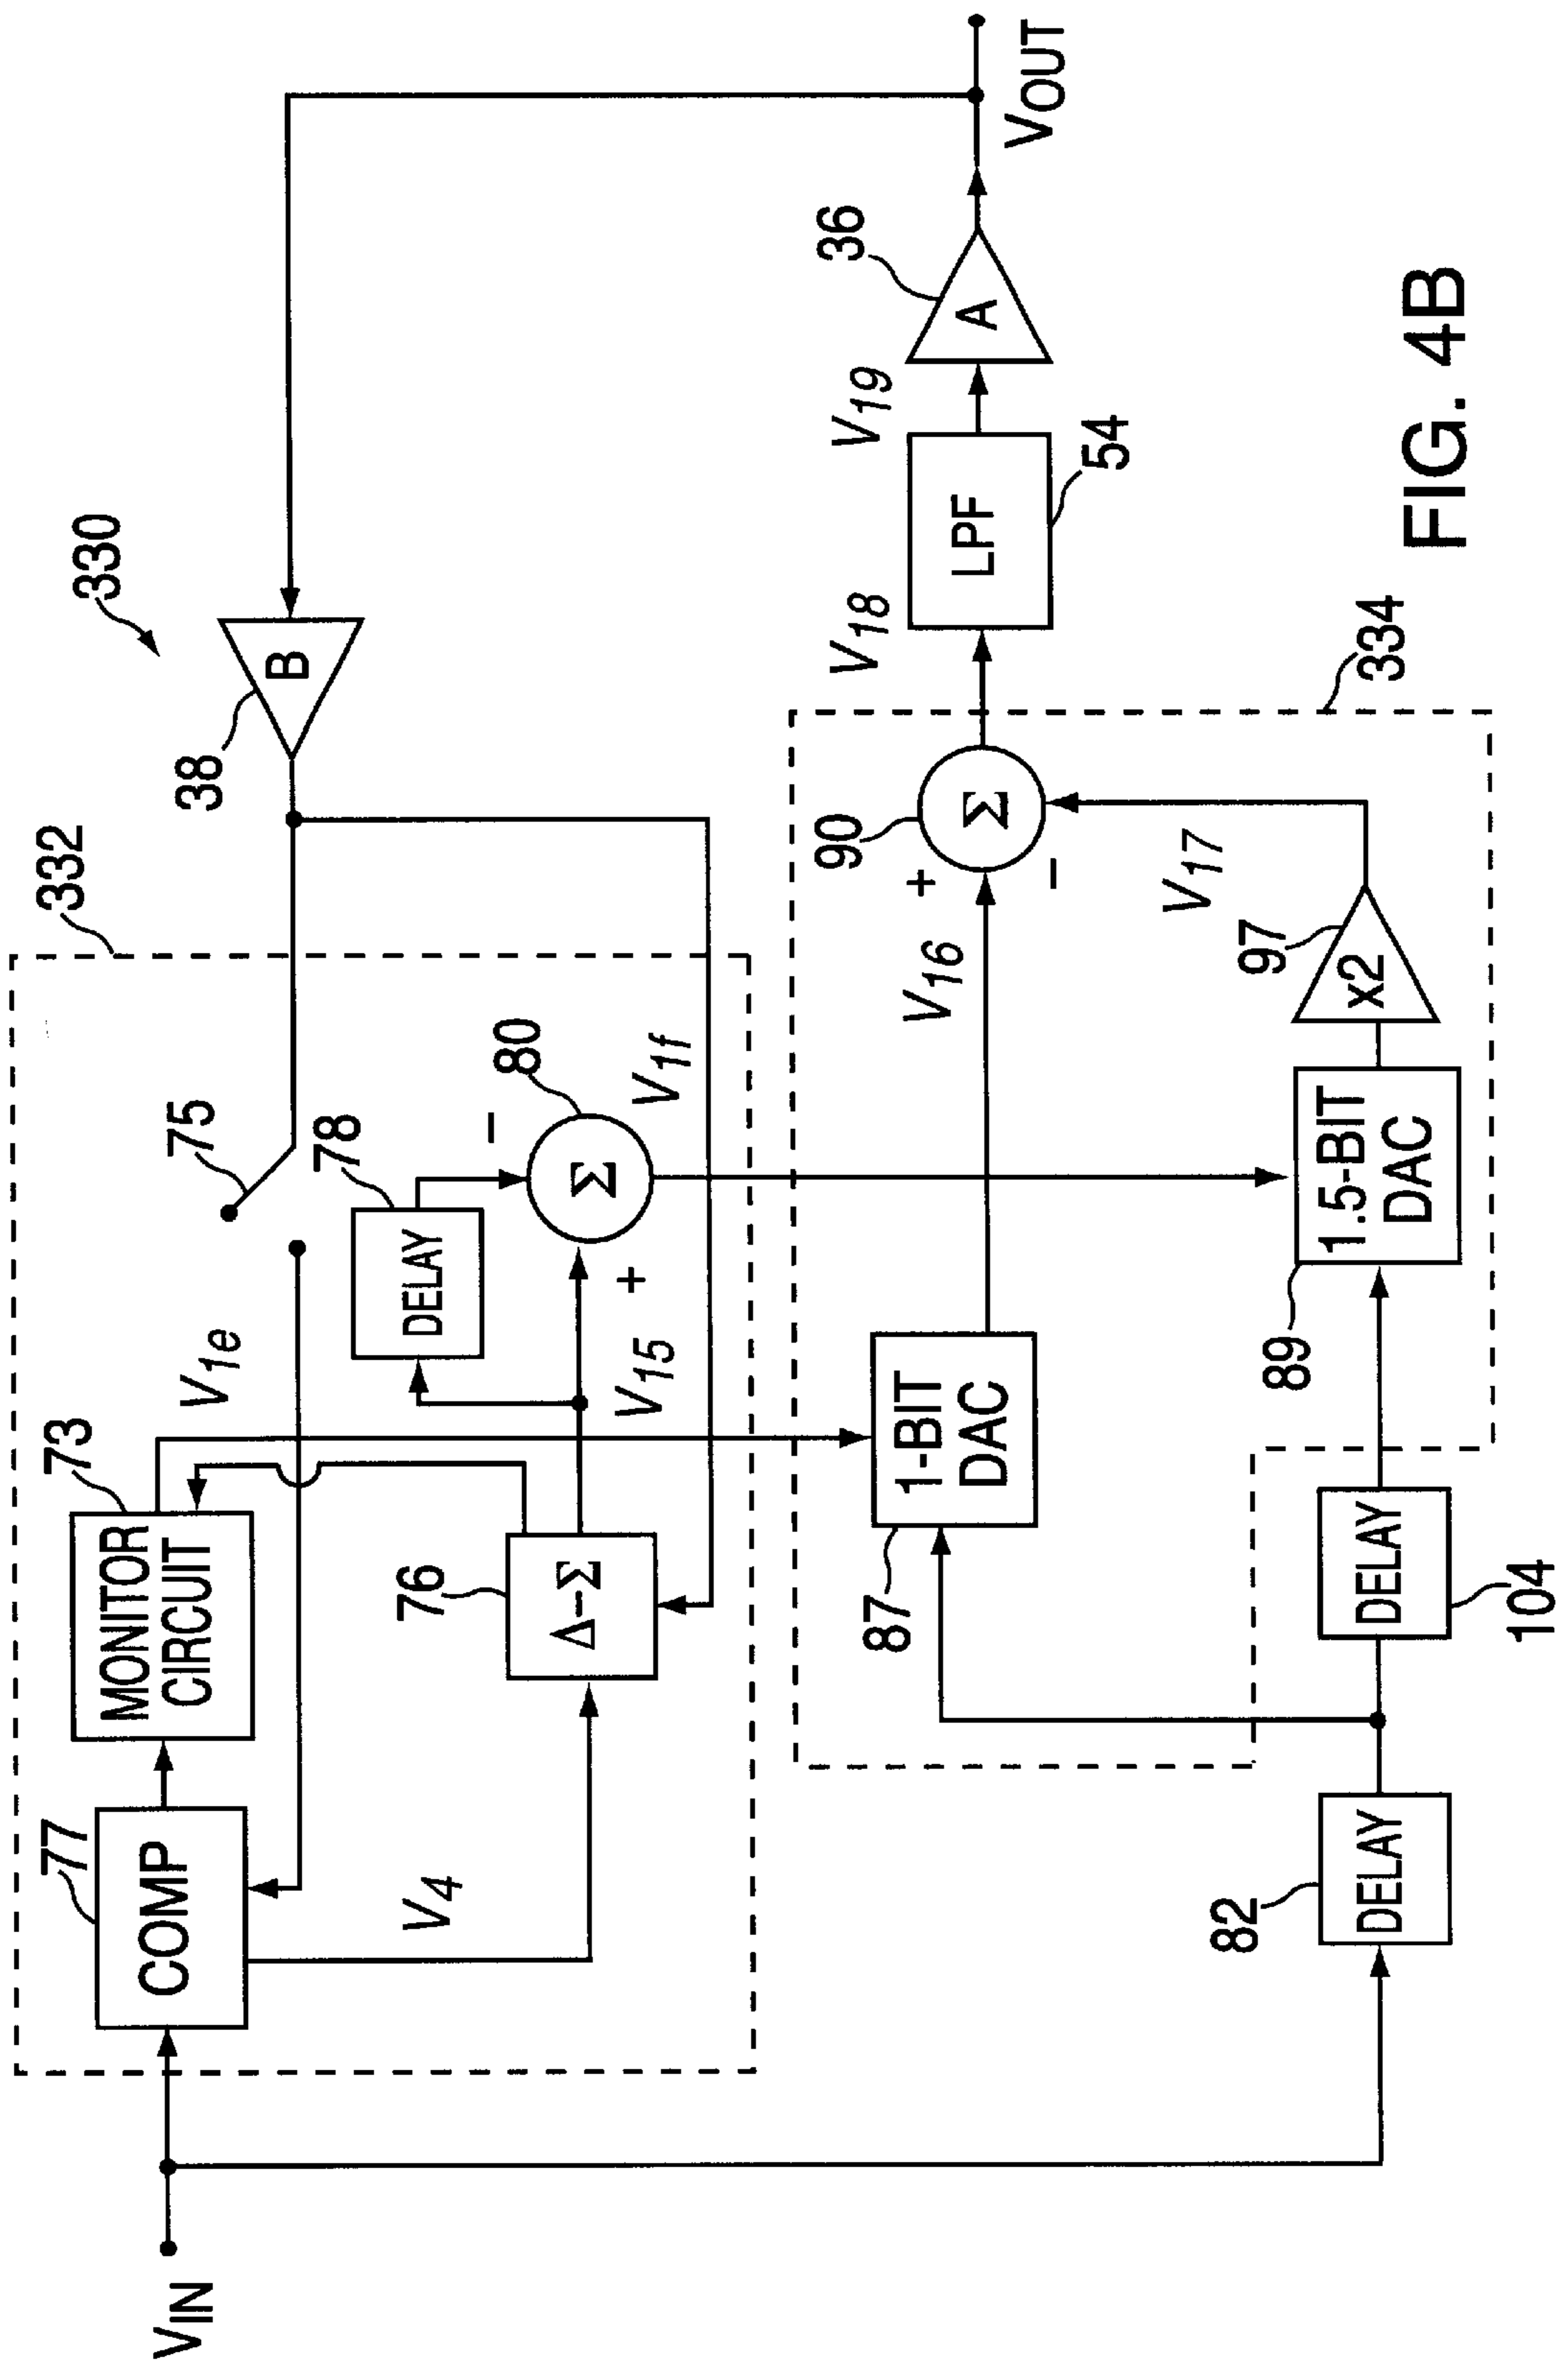 330
332
38
B
75
V1e
73
MONITOR
CIRCUIT
77
COMP
VIN
V4
76
Δ-Σ
78
DELAY
−
80
Σ
+
V15
V1f
82
DELAY
104
DELAY
87
1-BIT
DAC
89
1.5-BIT
DAC
97
x2
V16
V17
90
Σ
+
−
334
V18
LPF
54
V19
36
A
VOUT
FIG. 4B